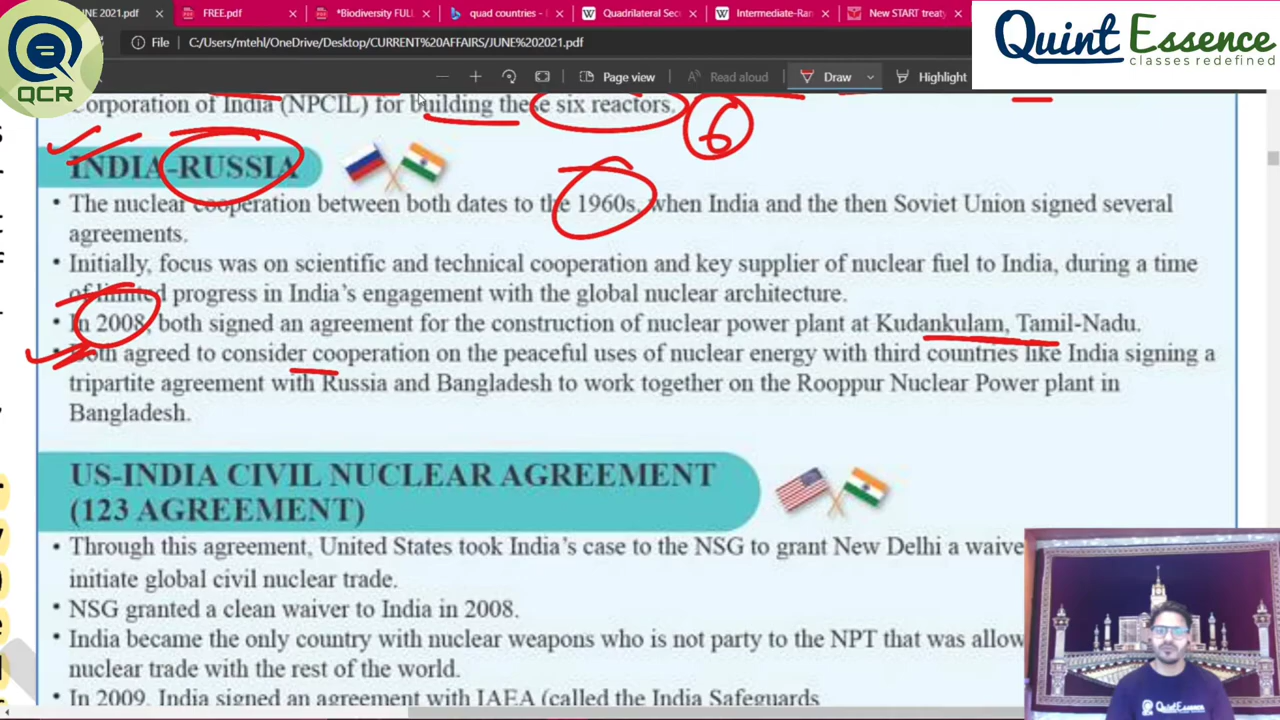 UNE 2021.pdf
FREE.pdf
*Biodiversity FULL
quad countries -
Quadrilateral Sec
Intermediate-Ran
New START treaty
File
C:/Users/mtehl/OneDrive/Desktop/CURRENT%20AFFAIRS/JUNE%202021.pdf
Page view
Read aloud
Draw
Highlight
QCR
Quint Essence
classes redefined
Corporation of India (NPCIL) for building these six reactors.
6
INDIA-RUSSIA
• The nuclear cooperation between both dates to the 1960s, when India and the then Soviet Union signed several
agreements.
• Initially, focus was on scientific and technical cooperation and key supplier of nuclear fuel to India, during a time
of limited progress in India's engagement with the global nuclear architecture.
• In 2008, both signed an agreement for the construction of nuclear power plant at Kudankulam, Tamil-Nadu.
• Both agreed to consider cooperation on the peaceful uses of nuclear energy with third countries like India signing a
tripartite agreement with Russia and Bangladesh to work together on the Rooppur Nuclear Power plant in
Bangladesh.
US-INDIA CIVIL NUCLEAR AGREEMENT
(123 AGREEMENT)
• Through this agreement, United States took India's case to the NSG to grant New Delhi a waive
initiate global civil nuclear trade.
• NSG granted a clean waiver to India in 2008.
• India became the only country with nuclear weapons who is not party to the NPT that was allow
nuclear trade with the rest of the world.
• In 2009, India signed an agreement with IAEA (called the India Safeguards
QuintEssence